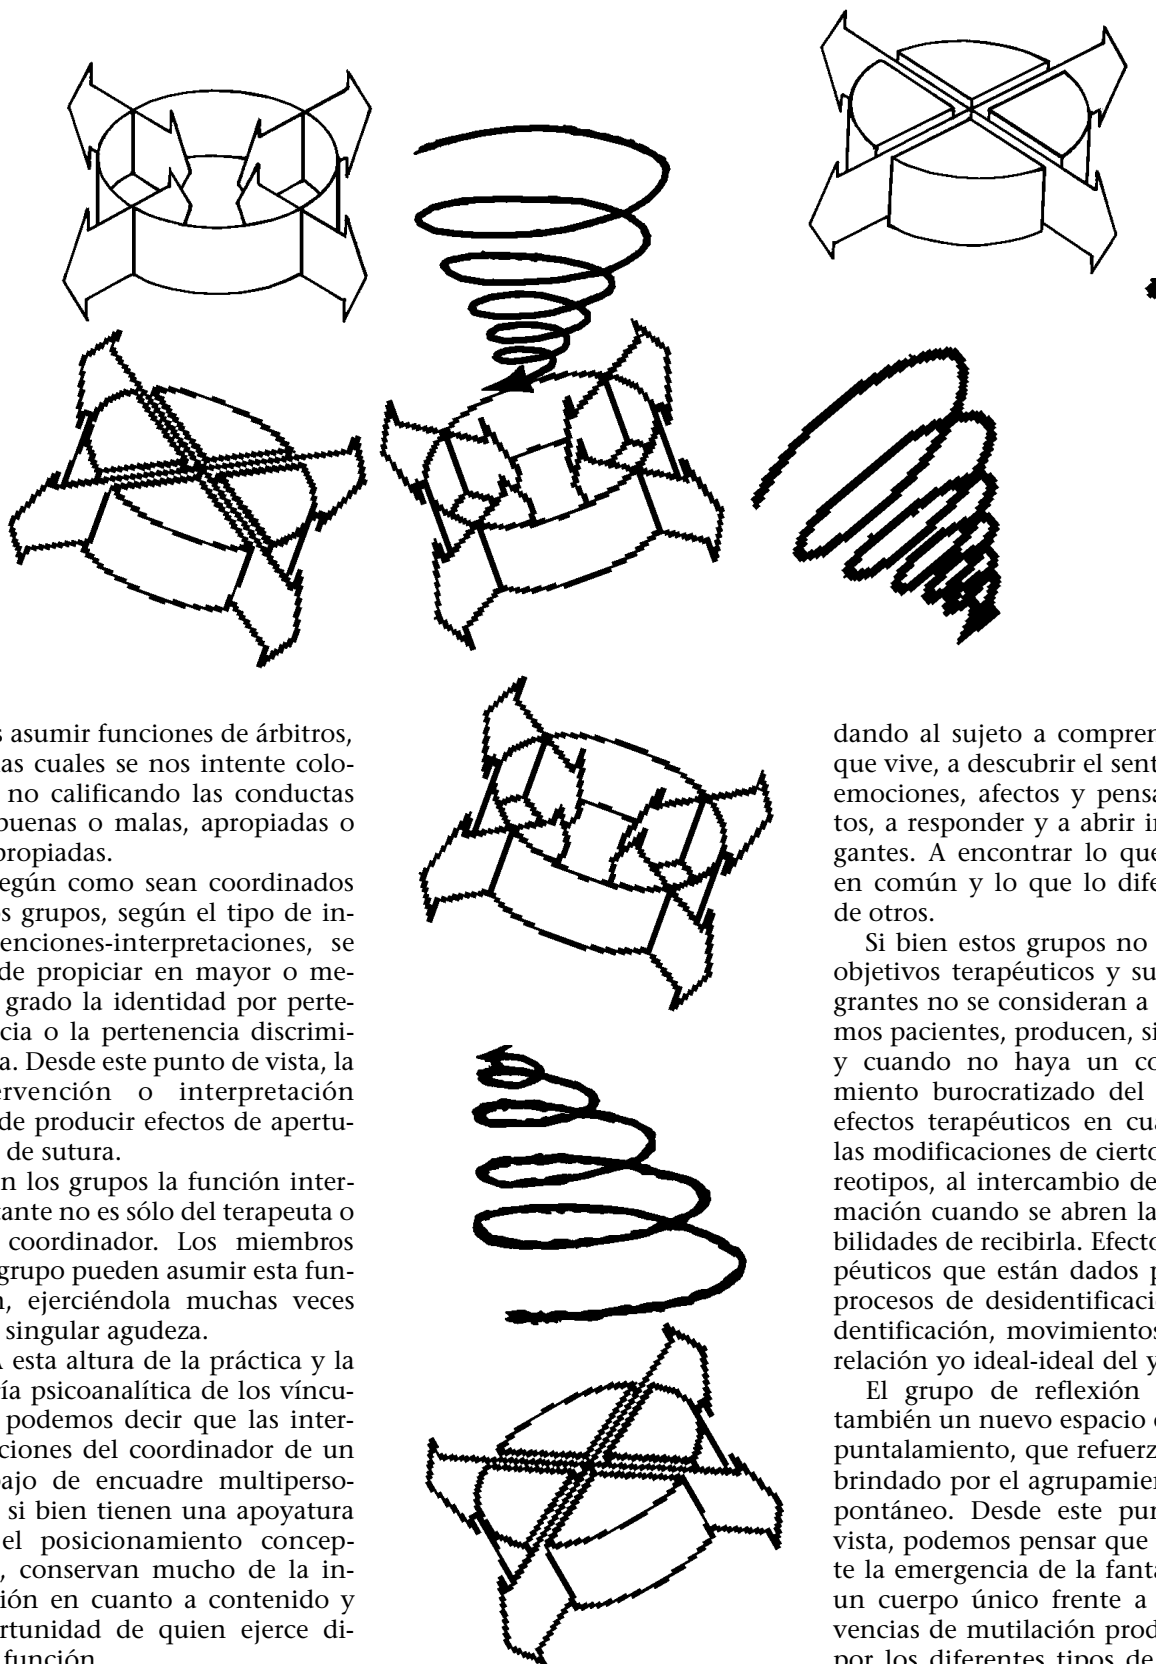 asumir funciones de árbitros,
las cuales se nos intente colo-
no calificando las conductas
buenas o malas, apropiadas o
propiadas.
según como sean coordinados
grupos, según el tipo de in-
enciones-interpretaciones, se
de propiciar en mayor o me-
grado la identidad por perte-
cia o la pertenencia discrimi-
a. Desde este punto de vista, la
ervención o interpretación
de producir efectos de apertu-
de sutura.
n los grupos la función inter-
tante no es sólo del terapeuta o
coordinador. Los miembros
grupo pueden asumir esta fun-
n, ejerciéndola muchas veces
singular agudeza.
A esta altura de la práctica y la
ría psicoanalítica de los víncu-
podemos decir que las inter-
ciones del coordinador de un
bajo de encuadre multiperso-
si bien tienen una apoyatura
el posicionamiento concep-
, conservan mucho de la in-
ción en cuanto a contenido y
rtunidad de quien ejerce di-
función.
dando al sujeto a compren
que vive, a descubrir el sent
emociones, afectos y pensa
tos, a responder y a abrir in
gantes. A encontrar lo que
en común y lo que lo dife
de otros.
Si bien estos grupos no
objetivos terapéuticos y su
grantes no se consideran a
mos pacientes, producen, si
y cuando no haya un co
miento burocratizado del
efectos terapéuticos en cua
las modificaciones de cierto
reotipos, al intercambio de
mación cuando se abren la
bilidades de recibirla. Efecto
péuticos que están dados p
procesos de desidentificació
dentificación, movimientos
relación yo ideal-ideal del y
El grupo de reflexión
también un nuevo espacio d
puntalamiento, que refuerz
brindado por el agrupamien
pontáneo. Desde este pun
vista, podemos pensar que
te la emergencia de la fanta
un cuerpo único frente a
vencias de mutilación prod
por los diferentes tipos de